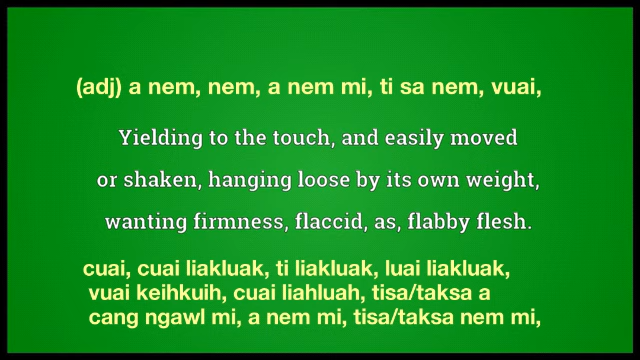 (adj) a nem, nem, a nem mi, ti sa nem, vuai,
Yielding to the touch, and easily moved
or shaken, hanging loose by its own weight,
wanting firmness, flaccid, as, flabby flesh.
cuai, cuai liakluak, ti liakluak, luai liakluak,
vuai keihkuih, cuai liahluah, tisa/taksa a
cang ngawl mi, a nem mi, tisa/taksa nem mi,